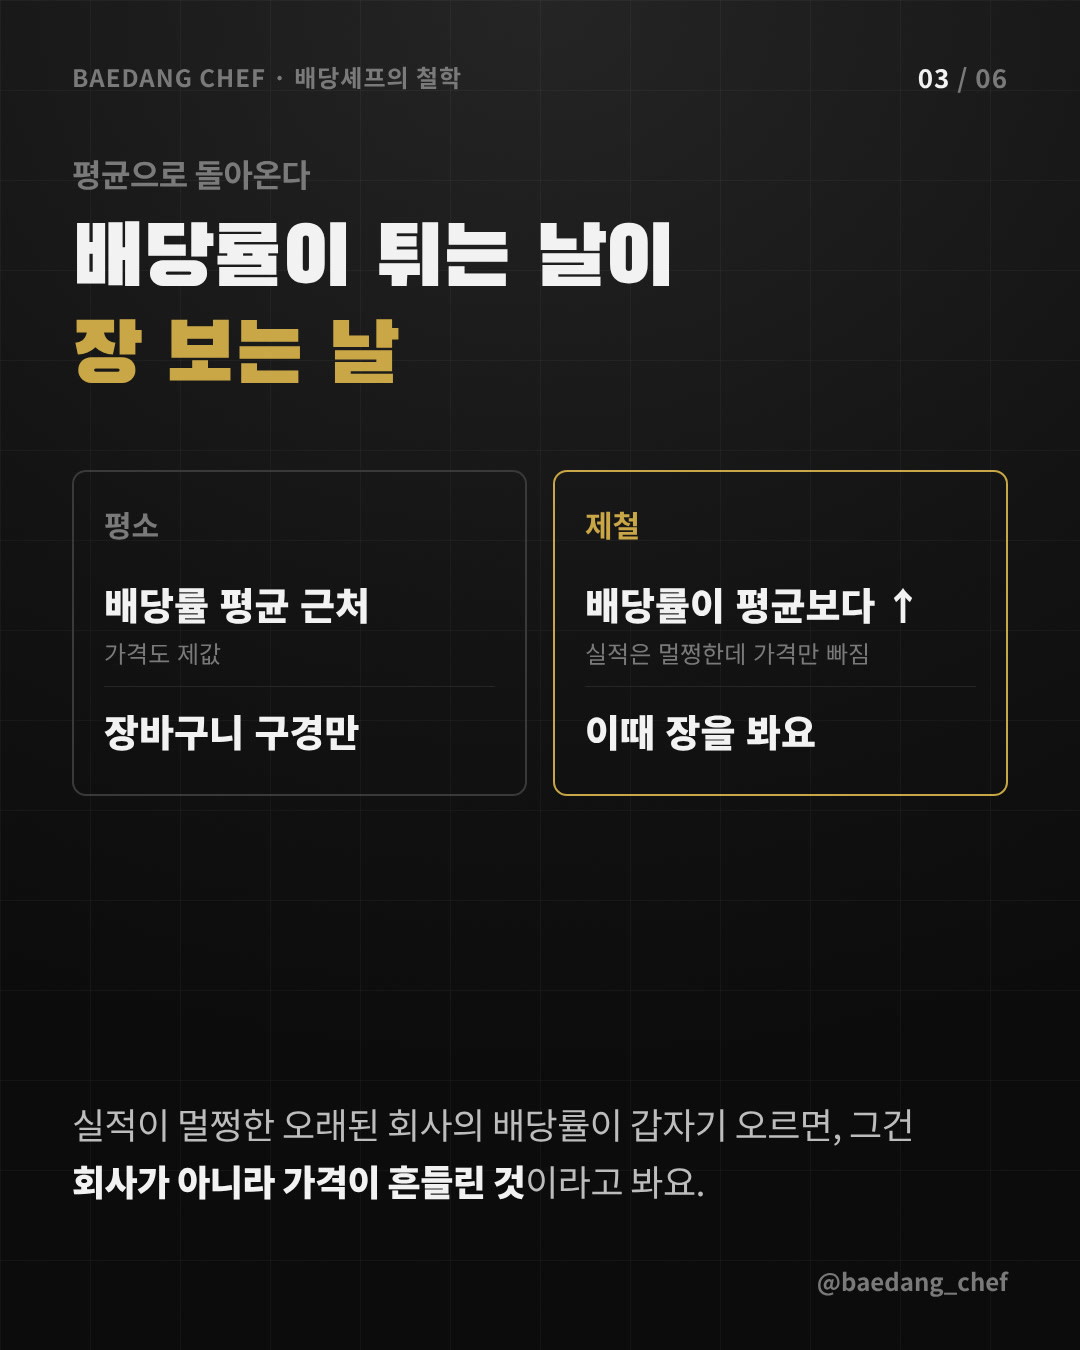 BAEDANG CHEF · 배당셰프의 철학
03 / 06
평균으로 돌아온다
배당률이 튀는 날이
장 보는 날
평소
배당률 평균 근처
가격도 제값
장바구니 구경만
제철
배당률이 평균보다 ↑
실적은 멀쩡한데 가격만 빠짐
이때 장을 봐요
실적이 멀쩡한 오래된 회사의 배당률이 갑자기 오르면, 그건
회사가 아니라 가격이 흔들린 것이라고 봐요.
@baedang_chef